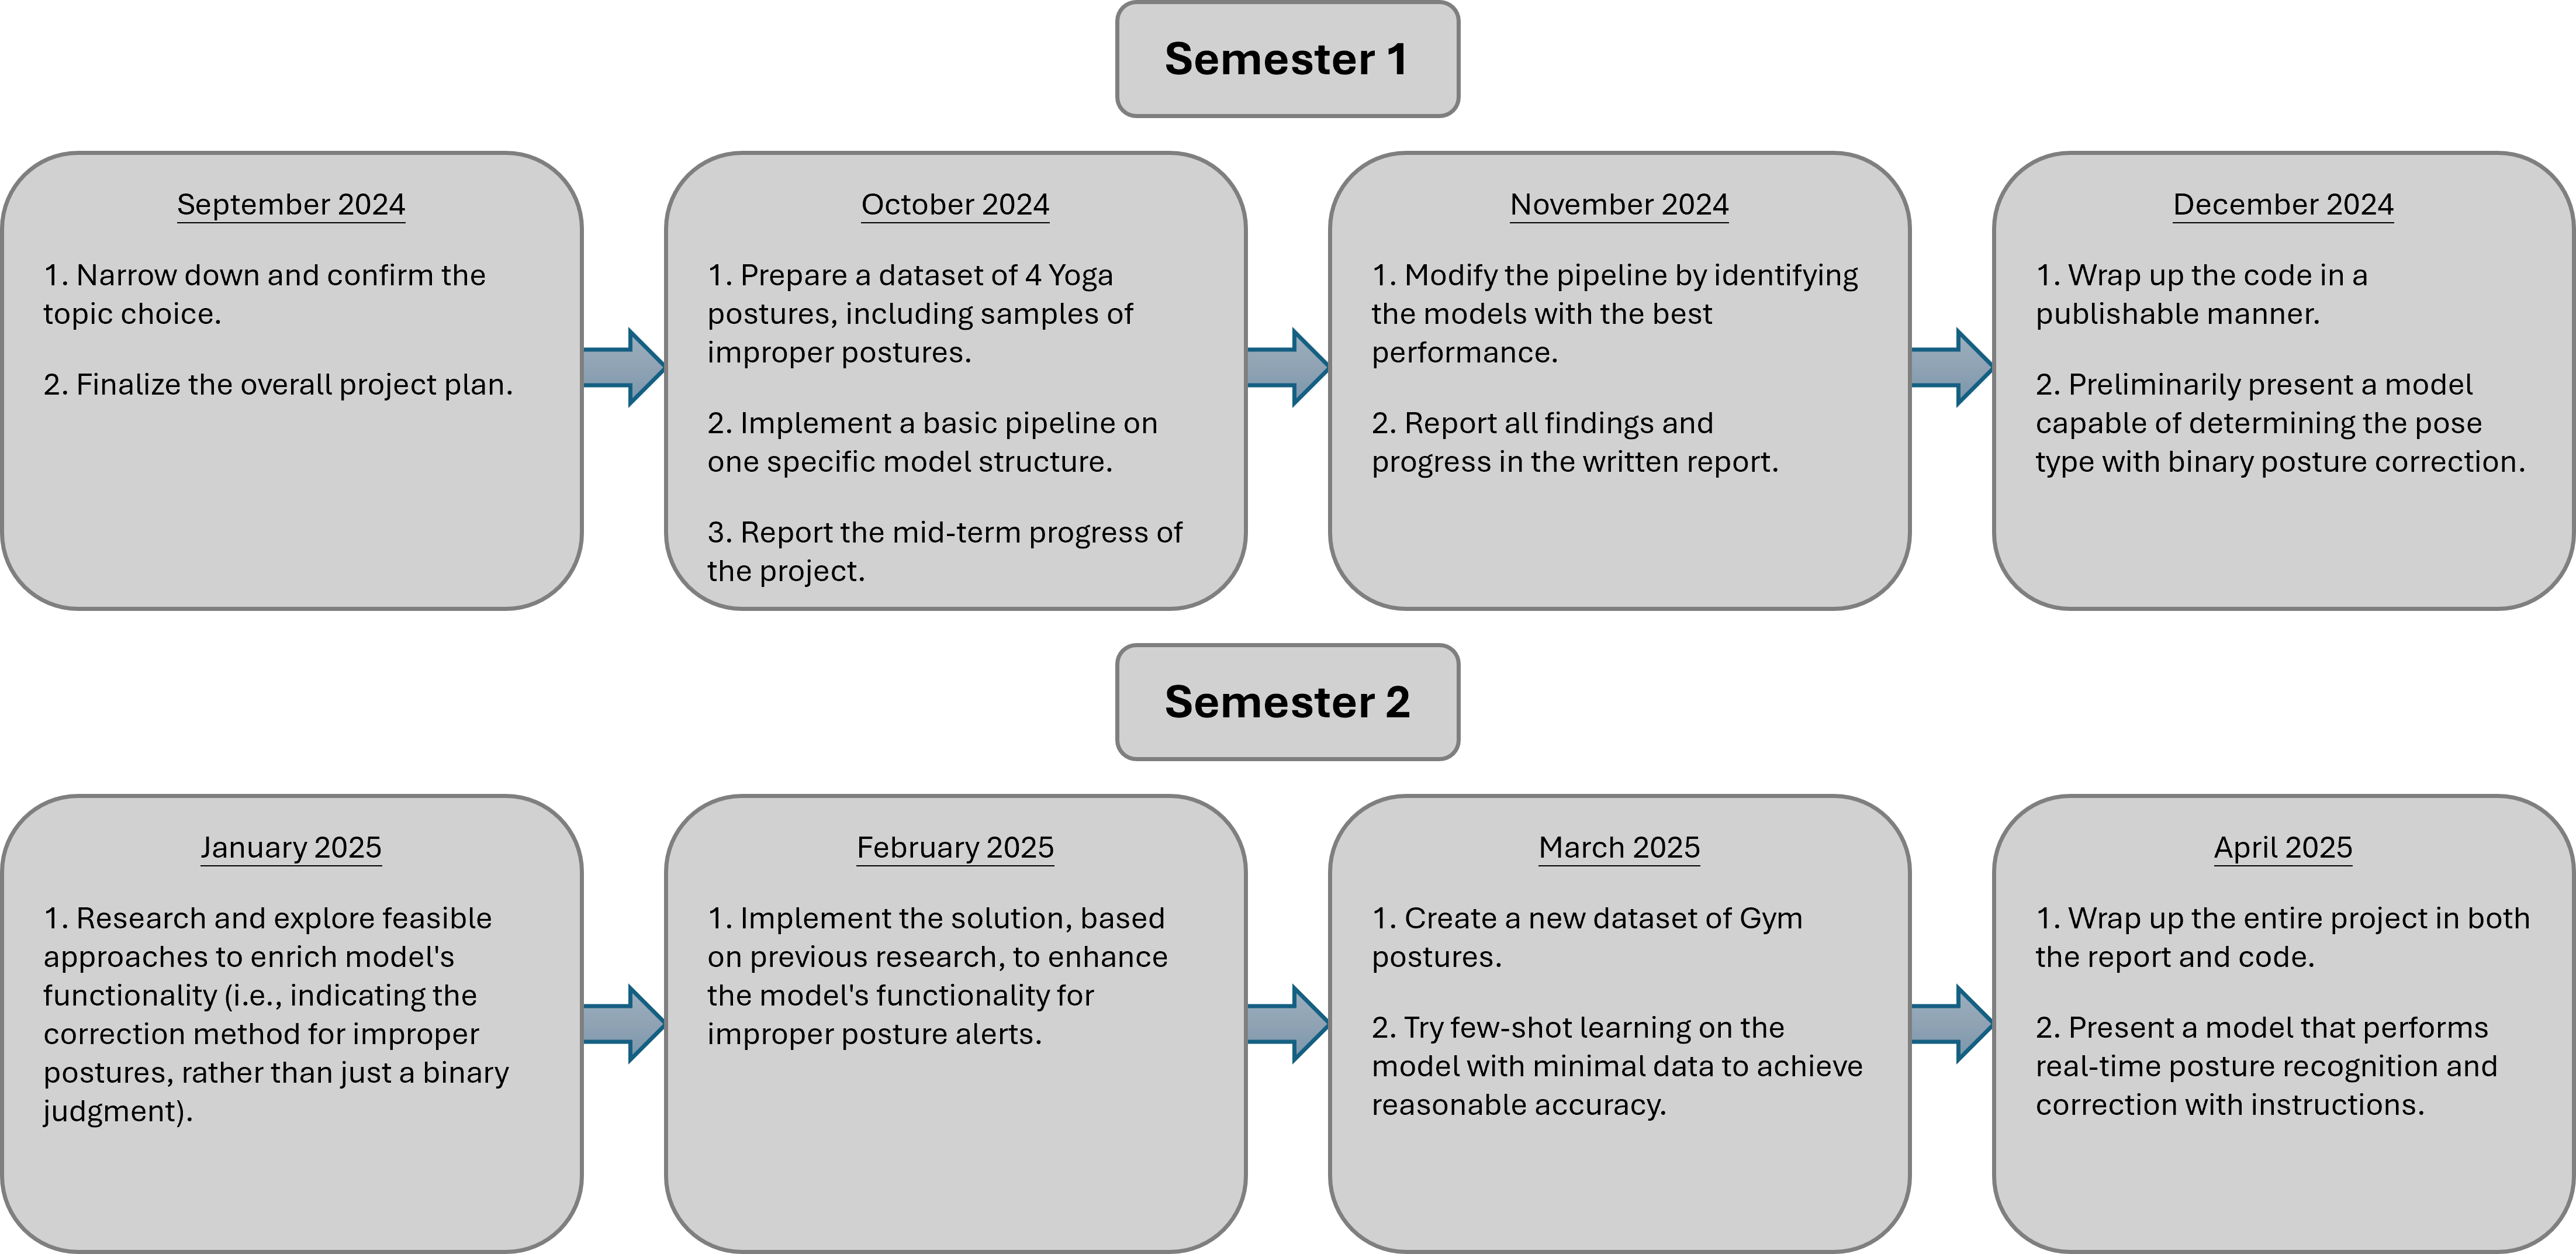 Semester 1
September 2024
1. Narrow down and confirm the
topic choice.
2. Finalize the overall project plan.
October 2024
1. Prepare a dataset of 4 Yoga
postures, including samples of
improper postures.
2. Implement a basic pipeline on
one specific model structure.
3. Report the mid-term progress of
the project.
November 2024
1. Modify the pipeline by identifying
the models with the best
performance.
2. Report all findings and
progress in the written report.
December 2024
1. Wrap up the code in a
publishable manner.
2. Preliminarily present a model
capable of determining the pose
type with binary posture correction.
Semester 2
January 2025
1. Research and explore feasible
approaches to enrich model's
functionality (i.e., indicating the
correction method for improper
postures, rather than just a binary
judgment).
February 2025
1. Implement the solution, based
on previous research, to enhance
the model's functionality for
improper posture alerts.
March 2025
1. Create a new dataset of Gym
postures.
2. Try few-shot learning on the
model with minimal data to achieve
reasonable accuracy.
April 2025
1. Wrap up the entire project in both
the report and code.
2. Present a model that performs
real-time posture recognition and
correction with instructions.